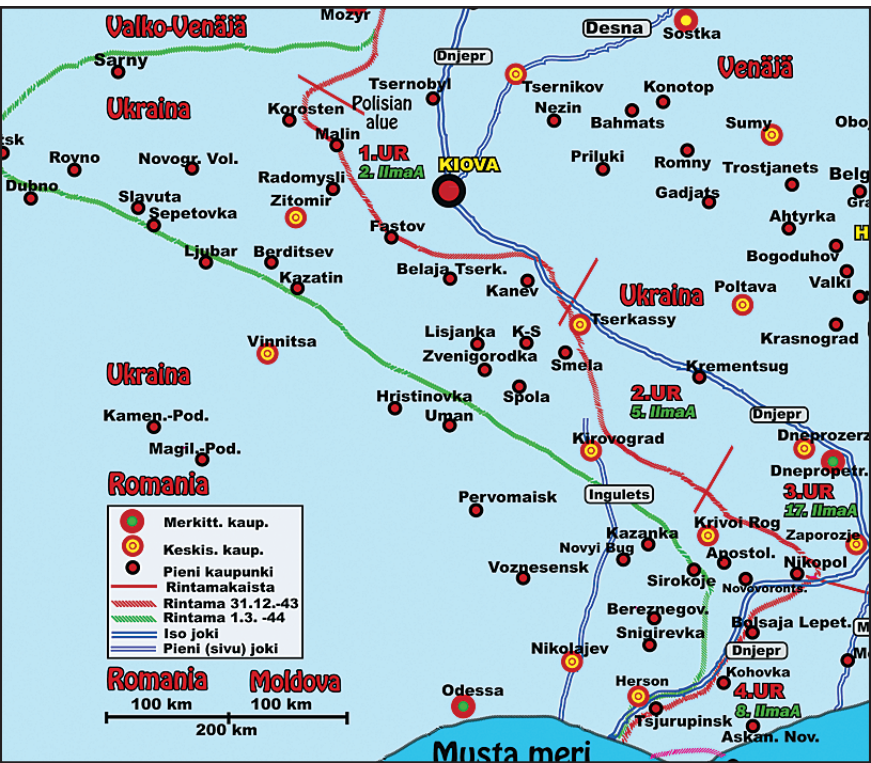 Mozyr
Valko-Venäjä
Desna
Sostka
Dnjepr
Sarny
Venäjä
Tsernobyl
Tsernikov
Konotop
Ukraina
Korosten
Polisian
alue
Nezin
Bahmats
Sumy
Obo
Malin
tsk
Rovno
Novogr. Vol.
1.UR
2. IlmaA
KIOVA
Priluki
Romny
Trostjanets
Belg
Dubno
Radomysli
Slavuta
Zitomir
Gadjats
Gra
Sepetovka
Ahtyrka
Fastov
H
Ljubar
Berditsev
Bogoduhov
Kazatin
Belaja Tserk.
Kanev
Ukraina
Poltava
Valki
Tserkassy
Vinnitsa
Lisjanka
K-S
Krasnograd
Zvenigorodka
Smela
Krementsug
Ukraina
Hristinovka
Spola
2.UR
5. IlmaA
Kamen.-Pod.
Uman
Dnjepr
Kirovograd
Dneprozerz
Magil.-Pod.
Dnepropetr.
Romania
Pervomaisk
Ingulets
3.UR
17. IlmaA
Merkitt. kaup.
Krivoi Rog
Kazanka
Zaporozje
Keskis. kaup.
Novyi Bug
Apostol.
Voznesensk
Nikopol
Pieni kaupunki
Sirokoje
Novovoronts.
Rintamakaista
Rintama 31.12.-43
Bereznegov.
Rintama 1.3. -44
Bolsaja Lepet.
M
Iso joki
Snigirevka
Pieni (sivu) joki
Nikolajev
Dnjepr
Me
Romania
Moldova
Herson
Kohovka
Odessa
4.UR
8. IlmaA
100 km
100 km
Tsjurupinsk
200 km
Askan. Nov.
Musta meri